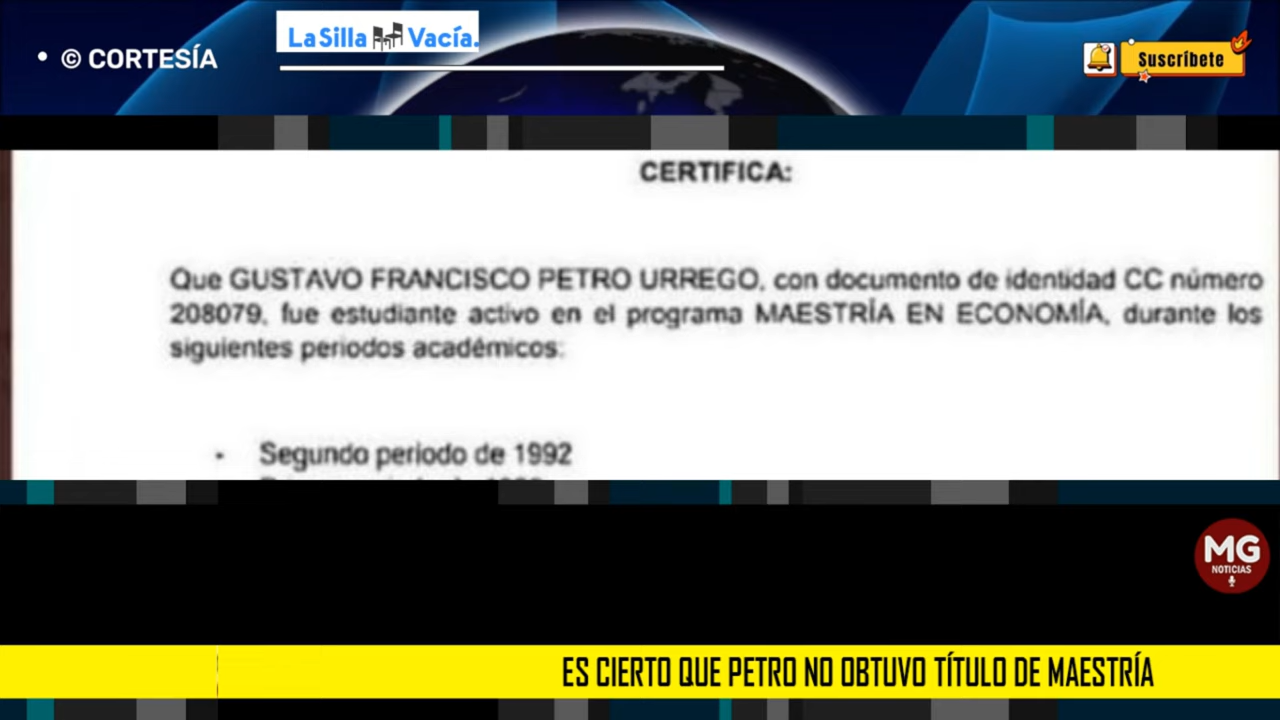 • © CORTESÍA
La Silla Vacía.
Suscríbete
CERTIFICA:
Que GUSTAVO FRANCISCO PETRO URREGO, con documento de identidad CC número
208079, fue estudiante activo en el programa MAESTRÍA EN ECONOMÍA, durante los
siguientes periodos académicos:
- Segundo periodo de 1992
MG
NOTICIAS
ES CIERTO QUE PETRO NO OBTUVO TÍTULO DE MAESTRÍA